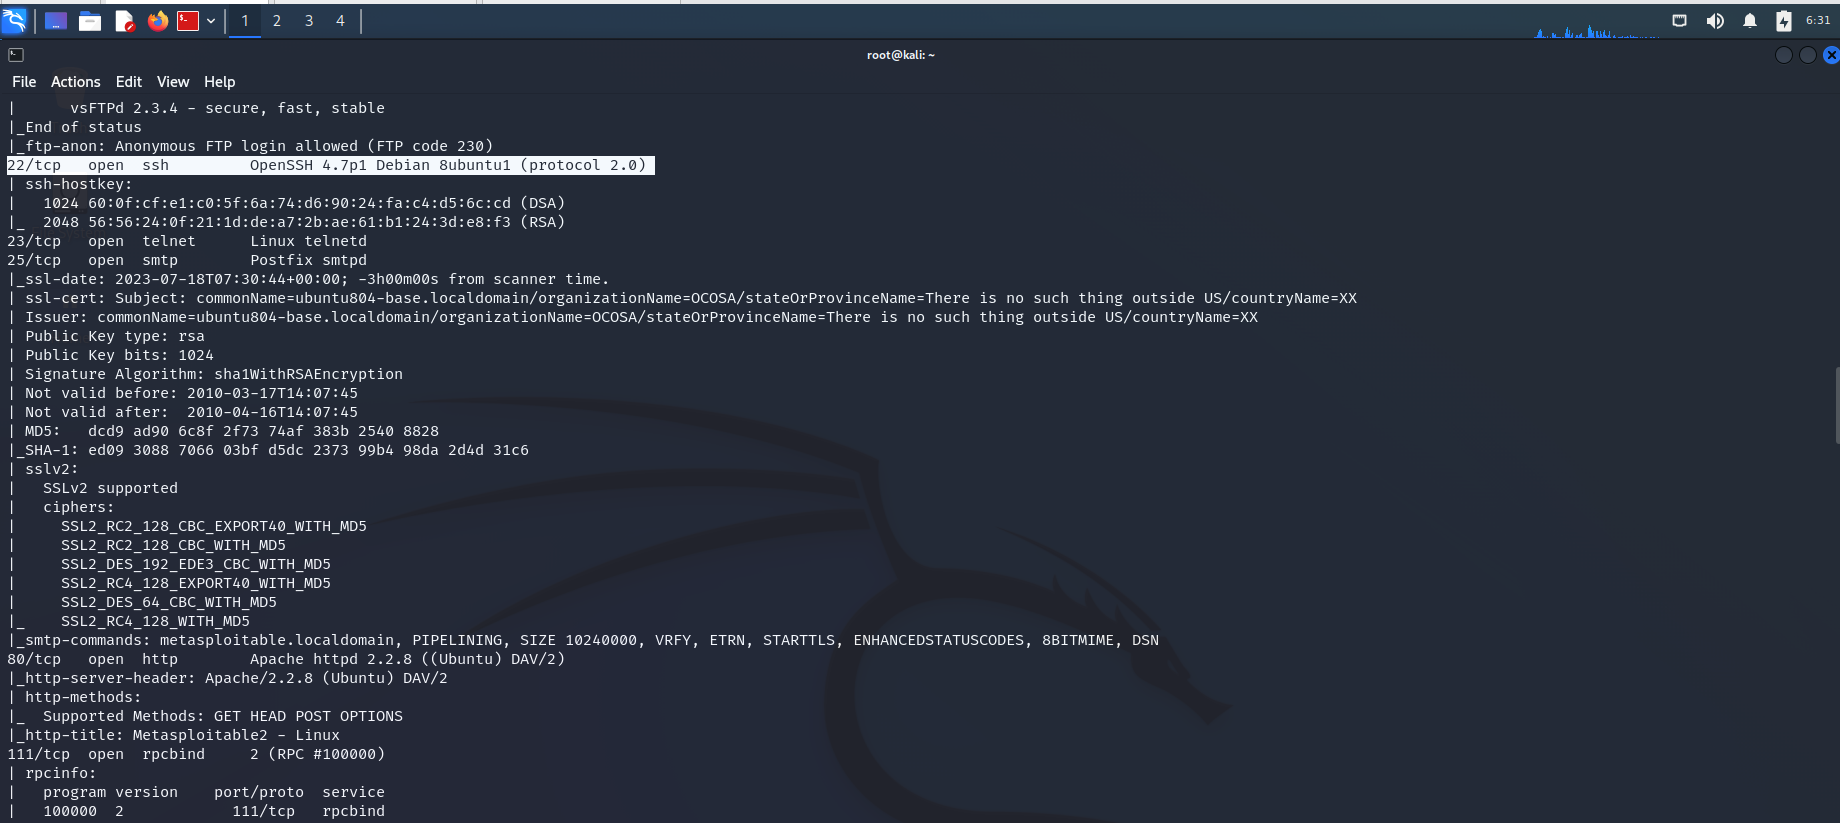 1 2 3 4 6:31
root@kali: ~
File Actions Edit View Help
|      vsFTPd 2.3.4 - secure, fast, stable
|_End of status
|_ftp-anon: Anonymous FTP login allowed (FTP code 230)
22/tcp   open  ssh         OpenSSH 4.7p1 Debian 8ubuntu1 (protocol 2.0)
| ssh-hostkey:
|   1024 60:0f:cf:e1:c0:5f:6a:74:d6:90:24:fa:c4:d5:6c:cd (DSA)
|_  2048 56:56:24:0f:21:1d:de:a7:2b:ae:61:b1:24:3d:e8:f3 (RSA)
23/tcp   open  telnet      Linux telnetd
25/tcp   open  smtp        Postfix smtpd
|_ssl-date: 2023-07-18T07:30:44+00:00; -3h00m00s from scanner time.
| ssl-cert: Subject: commonName=ubuntu804-base.localdomain/organizationName=OCOSA/stateOrProvinceName=There is no such thing outside US/countryName=XX
| Issuer: commonName=ubuntu804-base.localdomain/organizationName=OCOSA/stateOrProvinceName=There is no such thing outside US/countryName=XX
| Public Key type: rsa
| Public Key bits: 1024
| Signature Algorithm: sha1WithRSAEncryption
| Not valid before: 2010-03-17T14:07:45
| Not valid after:  2010-04-16T14:07:45
| MD5:   dcd9 ad90 6c8f 2f73 74af 383b 2540 8828
|_SHA-1: ed09 3088 7066 03bf d5dc 2373 99b4 98da 2d4d 31c6
| sslv2:
|   SSLv2 supported
|   ciphers:
|     SSL2_RC2_128_CBC_EXPORT40_WITH_MD5
|     SSL2_RC2_128_CBC_WITH_MD5
|     SSL2_DES_192_EDE3_CBC_WITH_MD5
|     SSL2_RC4_128_EXPORT40_WITH_MD5
|     SSL2_DES_64_CBC_WITH_MD5
|_    SSL2_RC4_128_WITH_MD5
|_smtp-commands: metasploitable.localdomain, PIPELINING, SIZE 10240000, VRFY, ETRN, STARTTLS, ENHANCEDSTATUSCODES, 8BITMIME, DSN
80/tcp   open  http        Apache httpd 2.2.8 ((Ubuntu) DAV/2)
|_http-server-header: Apache/2.2.8 (Ubuntu) DAV/2
| http-methods:
|_  Supported Methods: GET HEAD POST OPTIONS
|_http-title: Metasploitable2 - Linux
111/tcp  open  rpcbind     2 (RPC #100000)
| rpcinfo:
|   program version    port/proto  service
|   100000  2            111/tcp   rpcbind